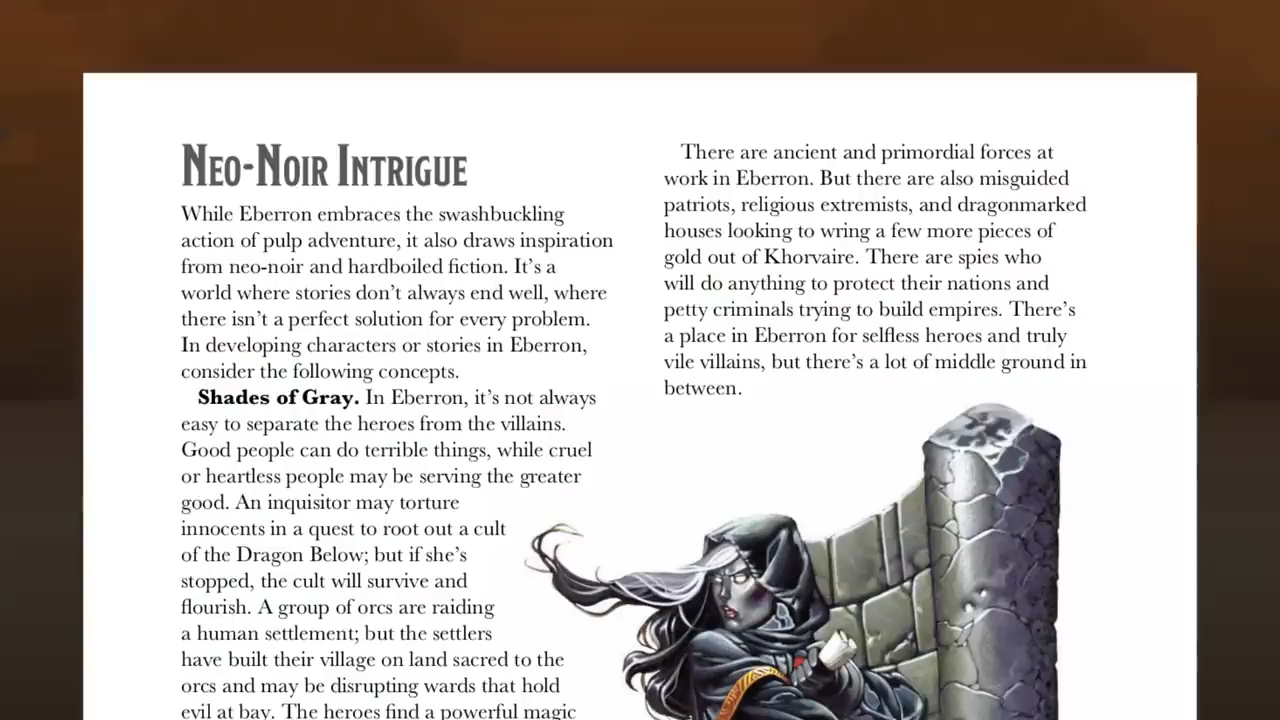 Neo-Noir Intrigue
While Eberron embraces the swashbuckling
action of pulp adventure, it also draws inspiration
from neo-noir and hardboiled fiction. It's a
world where stories don't always end well, where
there isn't a perfect solution for every problem.
In developing characters or stories in Eberron,
consider the following concepts.
Shades of Gray. In Eberron, it's not always
easy to separate the heroes from the villains.
Good people can do terrible things, while cruel
or heartless people may be serving the greater
good. An inquisitor may torture
innocents in a quest to root out a cult
of the Dragon Below; but if she's
stopped, the cult will survive and
flourish. A group of orcs are raiding
a human settlement; but the settlers
have built their village on land sacred to the
orcs and may be disrupting wards that hold
evil at bay. The heroes find a powerful magic
There are ancient and primordial forces at
work in Eberron. But there are also misguided
patriots, religious extremists, and dragonmarked
houses looking to wring a few more pieces of
gold out of Khorvaire. There are spies who
will do anything to protect their nations and
petty criminals trying to build empires. There's
a place in Eberron for selfless heroes and truly
vile villains, but there's a lot of middle ground in
between.